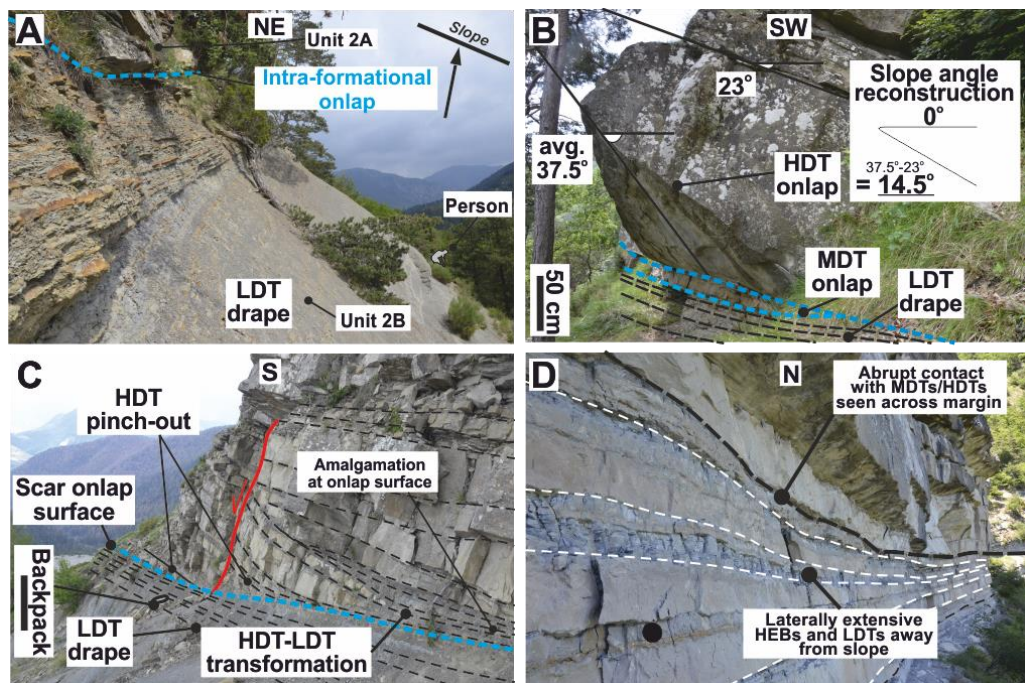 A
NE
Unit 2A
Intra-formational
onlap
Slope
Person
LDT
drape
Unit 2B
B
SW
23°
avg.
37.5°
Slope angle
reconstruction
0°
37.5°-23°
= 14.5°
HDT
onlap
MDT
onlap
LDT
drape
50 cm
C
S
HDT
pinch-out
Scar onlap
surface
Amalgamation
at onlap surface
Backpack
LDT
drape
HDT-LDT
transformation
D
N
Abrupt contact
with MDTs/HDTs
seen across margin
Laterally extensive
HEBs and LDTs away
from slope